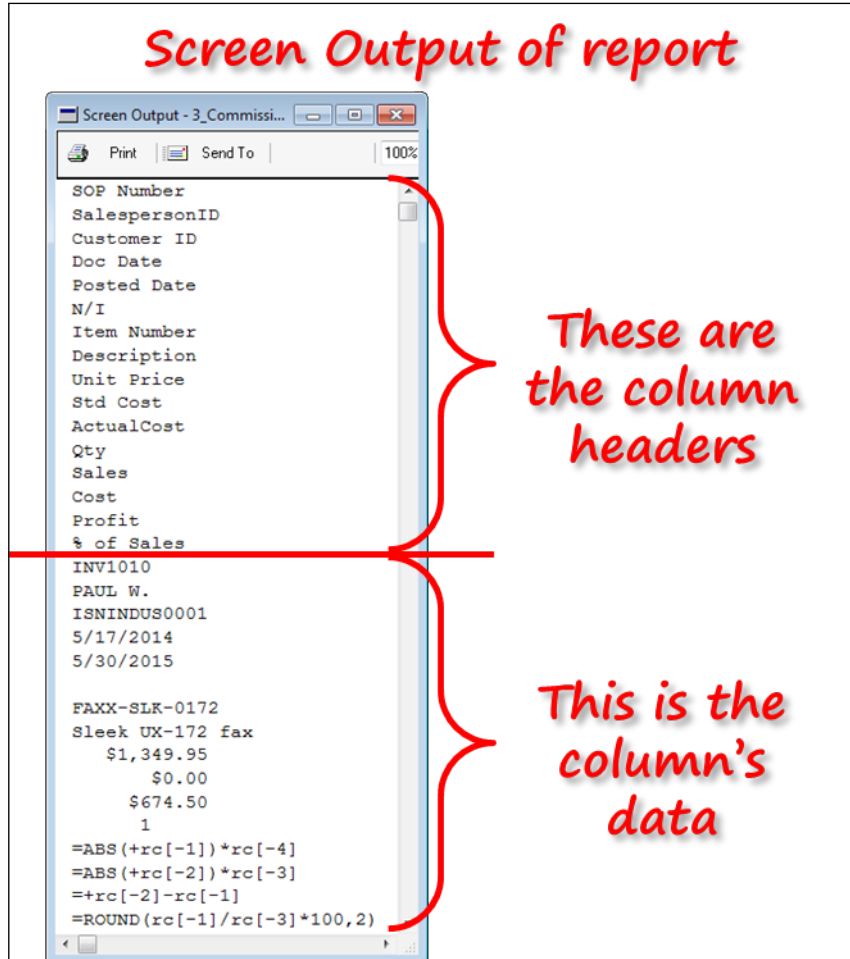 Screen Output of report
Screen Output - 3_Commissi...
Print
Send To
100%
SOP Number
SalespersonID
Customer ID
Doc Date
Posted Date
N/I
Item Number
Description
Unit Price
Std Cost
ActualCost
Qty
Sales
Cost
Profit
% of Sales
These are
the column
headers
INV1010
PAUL W.
ISNINDUS0001
5/17/2014
5/30/2015
FAXX-SLK-0172
Sleek UX-172 fax
$1,349.95
$0.00
$674.50
1
=ABS(+rc[-1])*rc[-4]
=ABS(+rc[-2])*rc[-3]
=+rc[-2]-rc[-1]
=ROUND(rc[-1]/rc[-3]*100,2)
This is the
column's
data